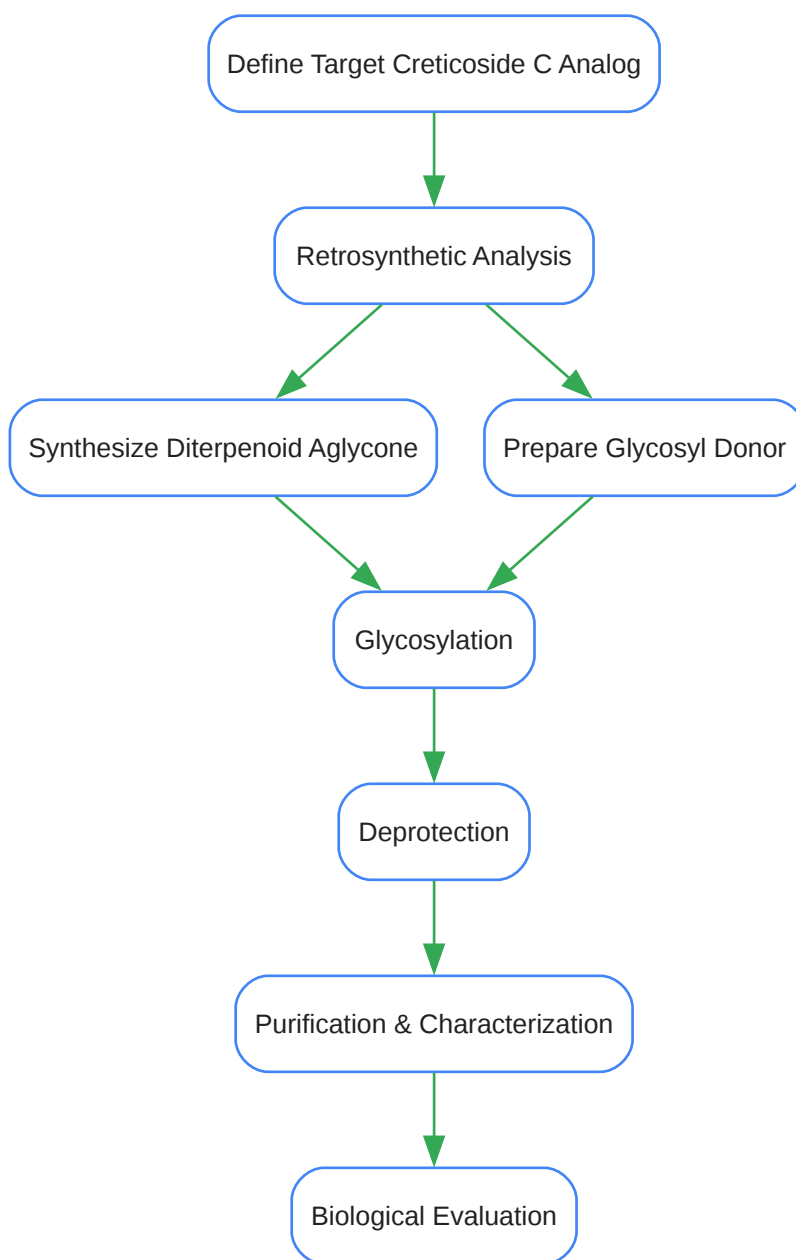 Define Target Creticoside C Analog
Retrosynthetic Analysis
Synthesize Diterpenoid Aglycone
Prepare Glycosyl Donor
Glycosylation
Deprotection
Purification & Characterization
Biological Evaluation